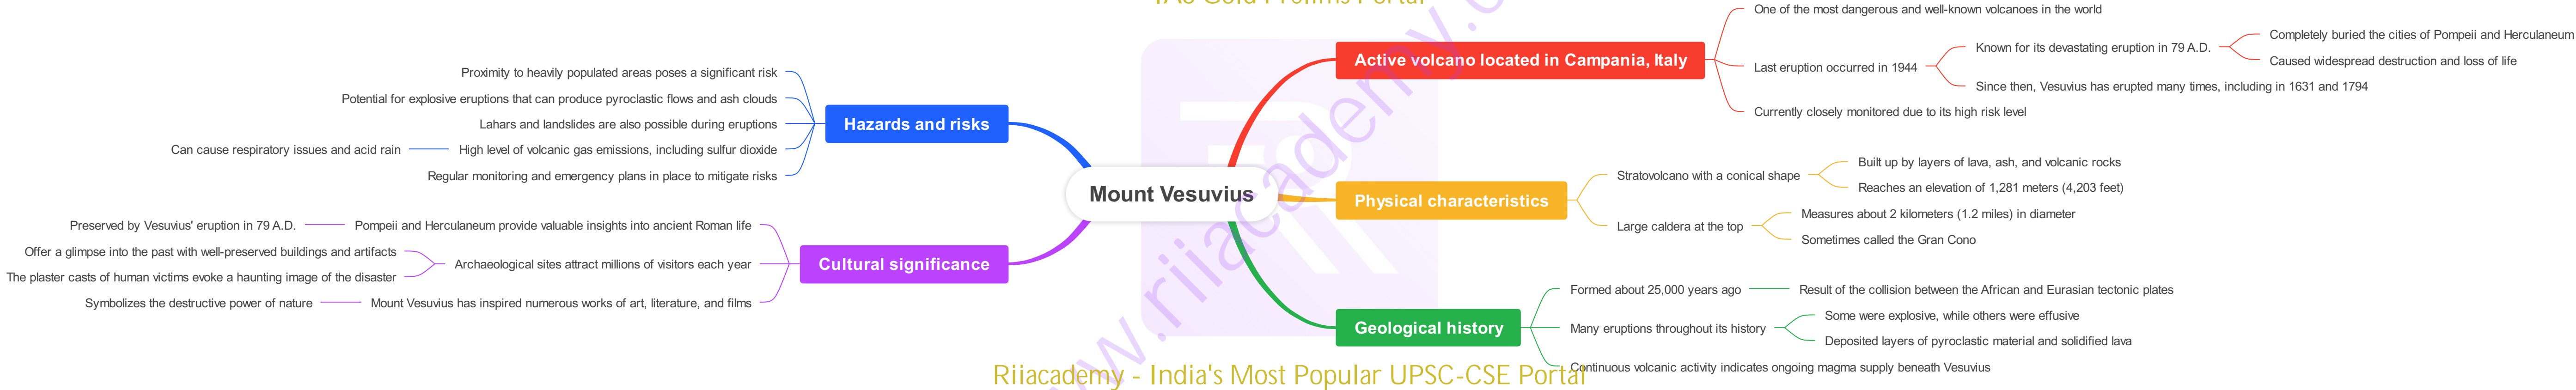 IAS Gold Prelims Portal
Mount Vesuvius
Active volcano located in Campania, Italy
One of the most dangerous and well-known volcanoes in the world
Last eruption occurred in 1944
Known for its devastating eruption in 79 A.D.
Completely buried the cities of Pompeii and Herculaneum
Caused widespread destruction and loss of life
Since then, Vesuvius has erupted many times, including in 1631 and 1794
Currently closely monitored due to its high risk level
Physical characteristics
Stratovolcano with a conical shape
Built up by layers of lava, ash, and volcanic rocks
Reaches an elevation of 1,281 meters (4,203 feet)
Large caldera at the top
Measures about 2 kilometers (1.2 miles) in diameter
Sometimes called the Gran Cono
Geological history
Formed about 25,000 years ago
Result of the collision between the African and Eurasian tectonic plates
Many eruptions throughout its history
Some were explosive, while others were effusive
Deposited layers of pyroclastic material and solidified lava
Continuous volcanic activity indicates ongoing magma supply beneath Vesuvius
Hazards and risks
Proximity to heavily populated areas poses a significant risk
Potential for explosive eruptions that can produce pyroclastic flows and ash clouds
Lahars and landslides are also possible during eruptions
High level of volcanic gas emissions, including sulfur dioxide
Can cause respiratory issues and acid rain
Regular monitoring and emergency plans in place to mitigate risks
Cultural significance
Pompeii and Herculaneum provide valuable insights into ancient Roman life
Preserved by Vesuvius' eruption in 79 A.D.
Archaeological sites attract millions of visitors each year
Offer a glimpse into the past with well-preserved buildings and artifacts
The plaster casts of human victims evoke a haunting image of the disaster
Mount Vesuvius has inspired numerous works of art, literature, and films
Symbolizes the destructive power of nature
www.riiacademy.c
Riiacademy - India's Most Popular UPSC-CSE Portal